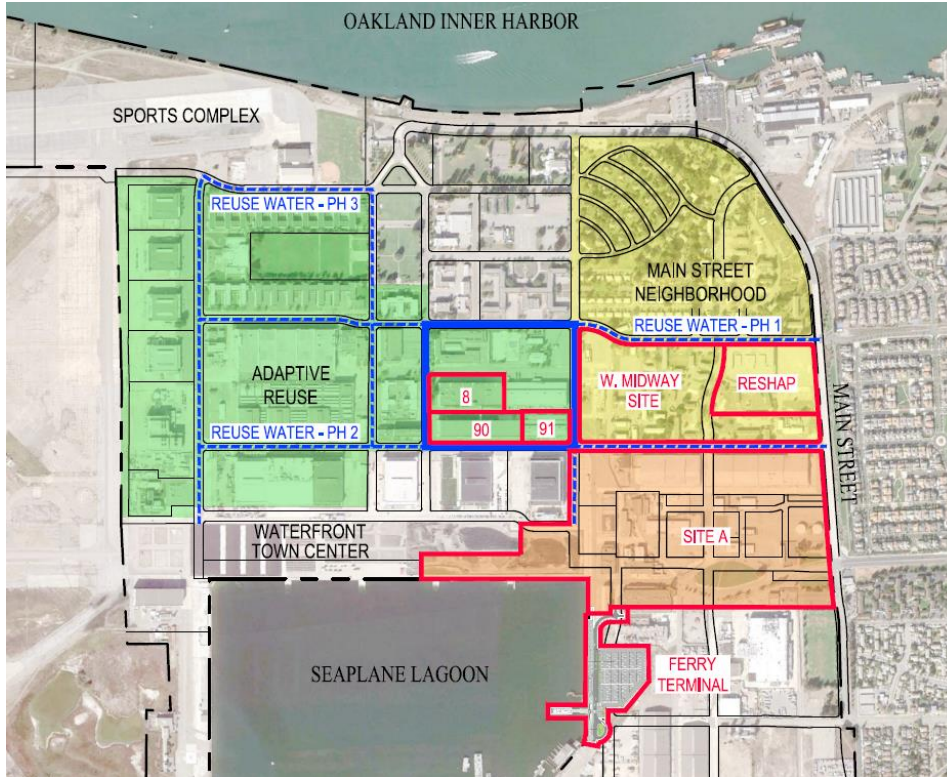 OAKLAND INNER HARBOR
SPORTS COMPLEX
REUSE WATER - PH 3
MAIN STREET
NEIGHBORHOOD
REUSE WATER - PH 1
ADAPTIVE
REUSE
8
W. MIDWAY
SITE
RESHAP
MAIN STREET
90
91
REUSE WATER - PH 2
WATERFRONT
TOWN CENTER
SITE A
SEAPLANE LAGOON
FERRY
TERMINAL